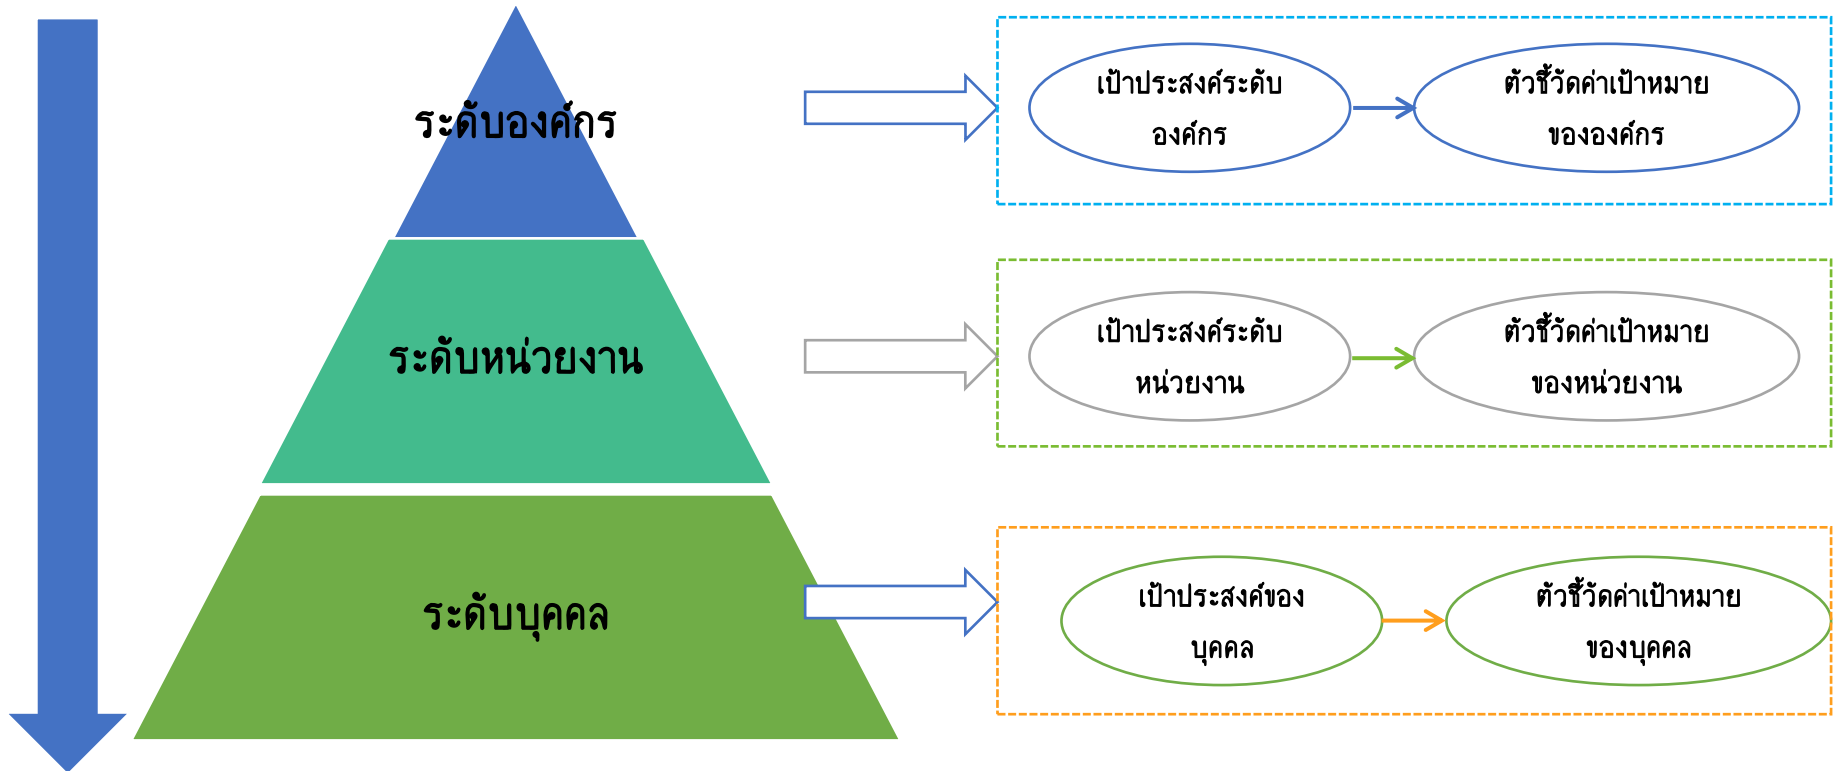 ระดับองค์กร
เป้าประสงค์ระดับ
องค์กร
ตัวชี้วัดค่าเป้าหมาย
ขององค์กร
ระดับหน่วยงาน
เป้าประสงค์ระดับ
หน่วยงาน
ตัวชี้วัดค่าเป้าหมาย
ของหน่วยงาน
ระดับบุคคล
เป้าประสงค์ของ
บุคคล
ตัวชี้วัดค่าเป้าหมาย
ของบุคคล